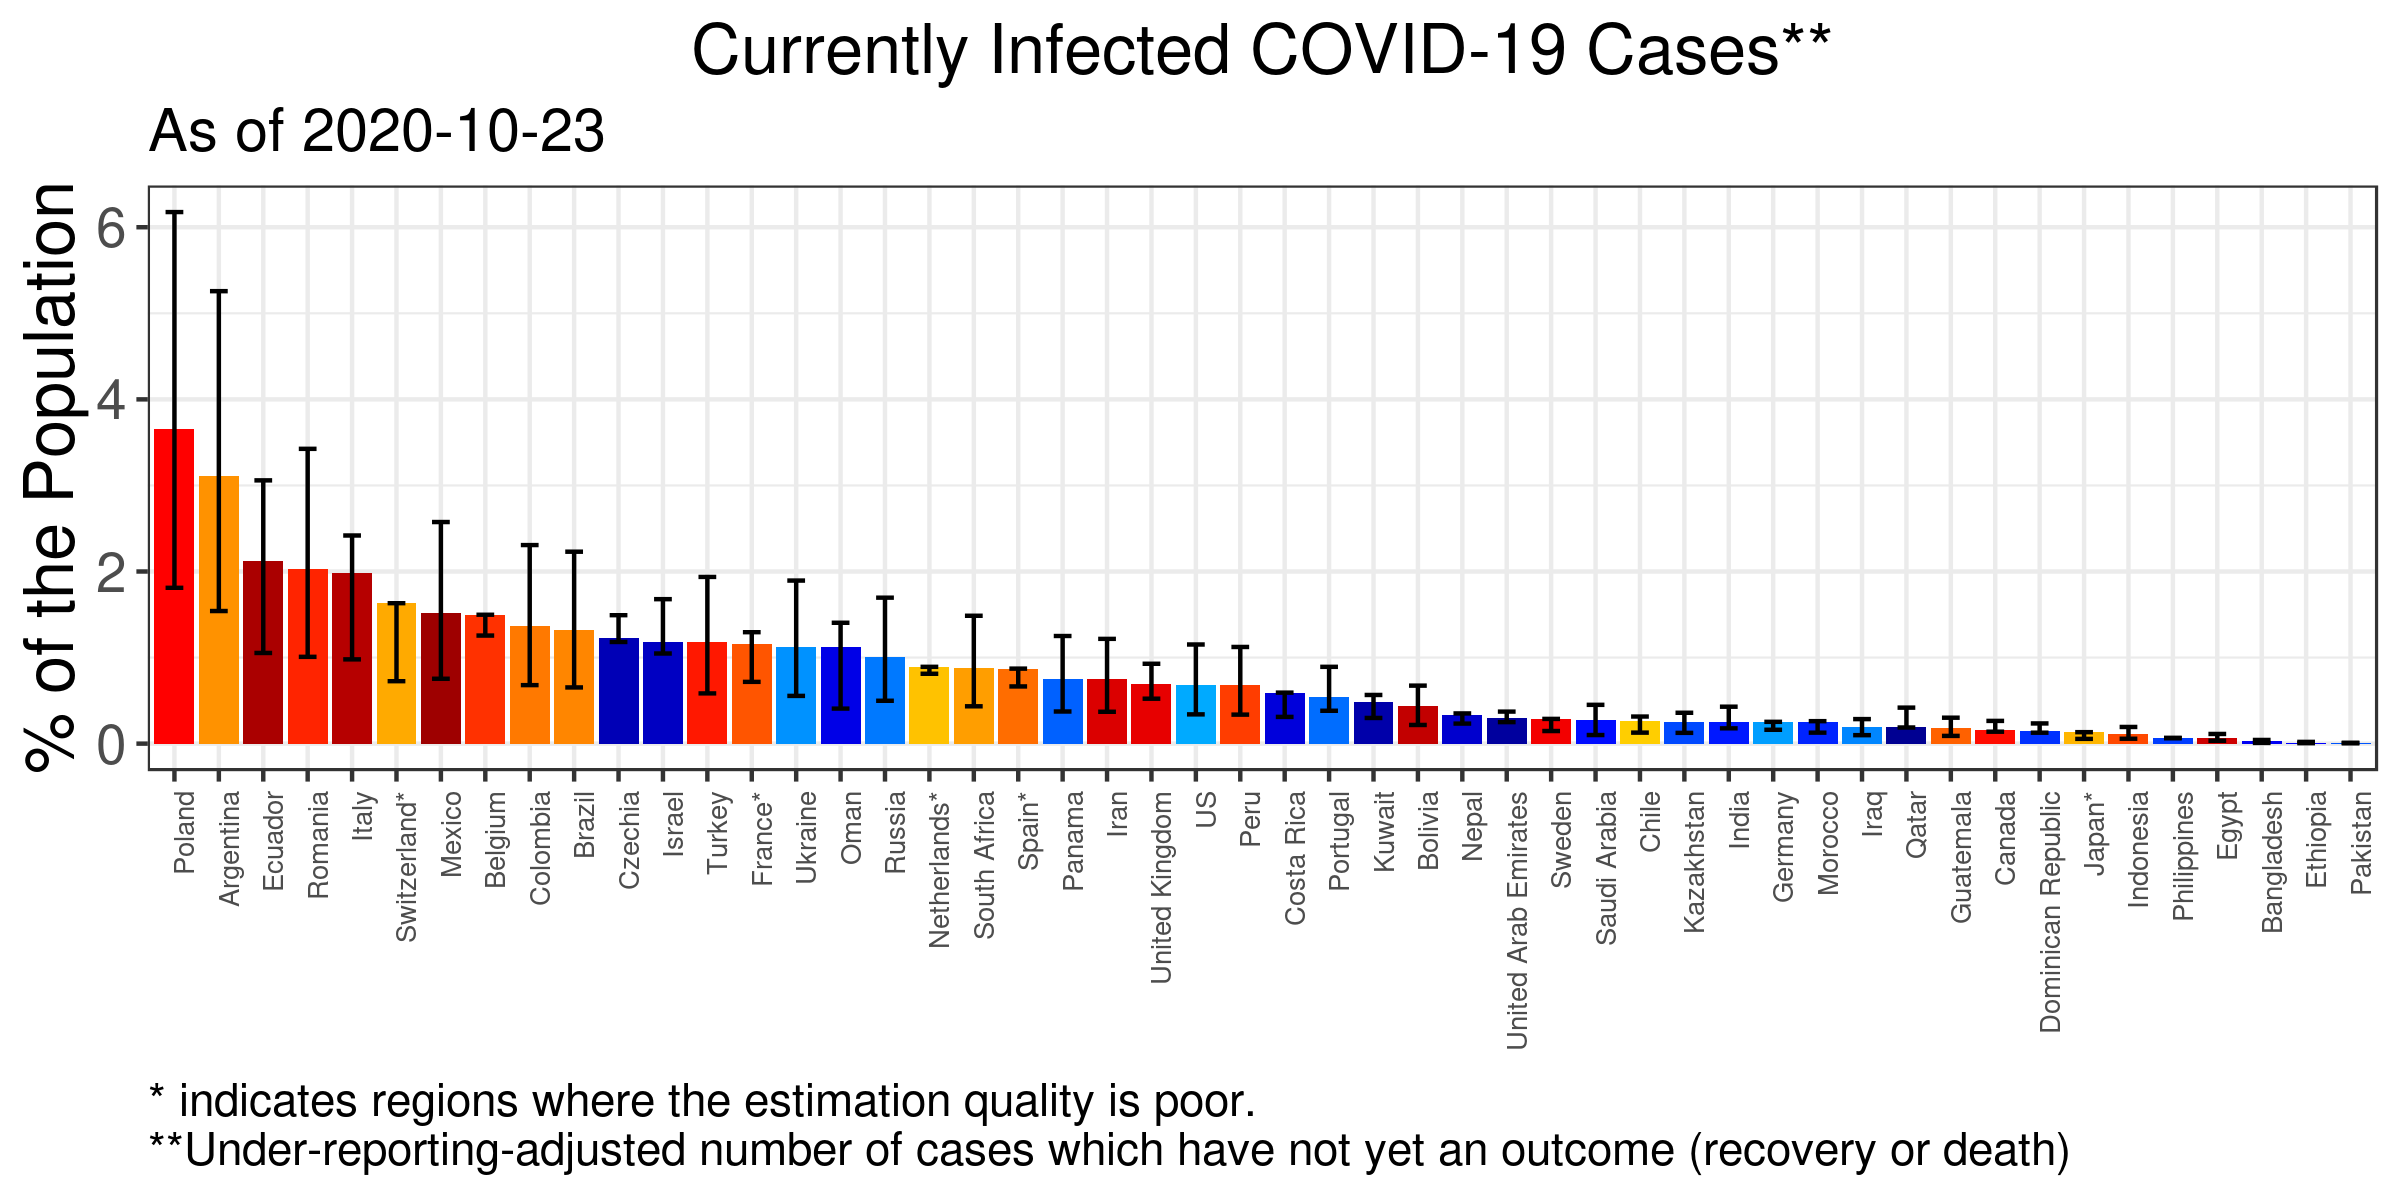 Currently Infected COVID-19 Cases**
As of 2020-10-23
% of the Population
6
4
2
0
Poland
Argentina
Ecuador
Romania
Italy
Switzerland*
Mexico
Belgium
Colombia
Brazil
Czechia
Israel
Turkey
France*
Ukraine
Oman
Russia
Netherlands*
South Africa
Spain*
Panama
Iran
United Kingdom
US
Peru
Costa Rica
Portugal
Kuwait
Bolivia
Nepal
United Arab Emirates
Sweden
Saudi Arabia
Chile
Kazakhstan
India
Germany
Morocco
Iraq
Qatar
Guatemala
Canada
Dominican Republic
Japan*
Indonesia
Philippines
Egypt
Bangladesh
Ethiopia
Pakistan
* indicates regions where the estimation quality is poor.
**Under-reporting-adjusted number of cases which have not yet an outcome (recovery or death)